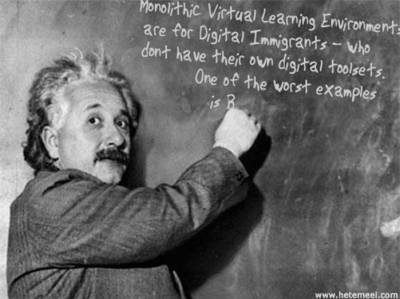 Monolithic Virtual Learning Environments
are for Digital Immigrants - who
dont have their own digital toolsets.
One of the worst examples
is B
www.hetemeel.com